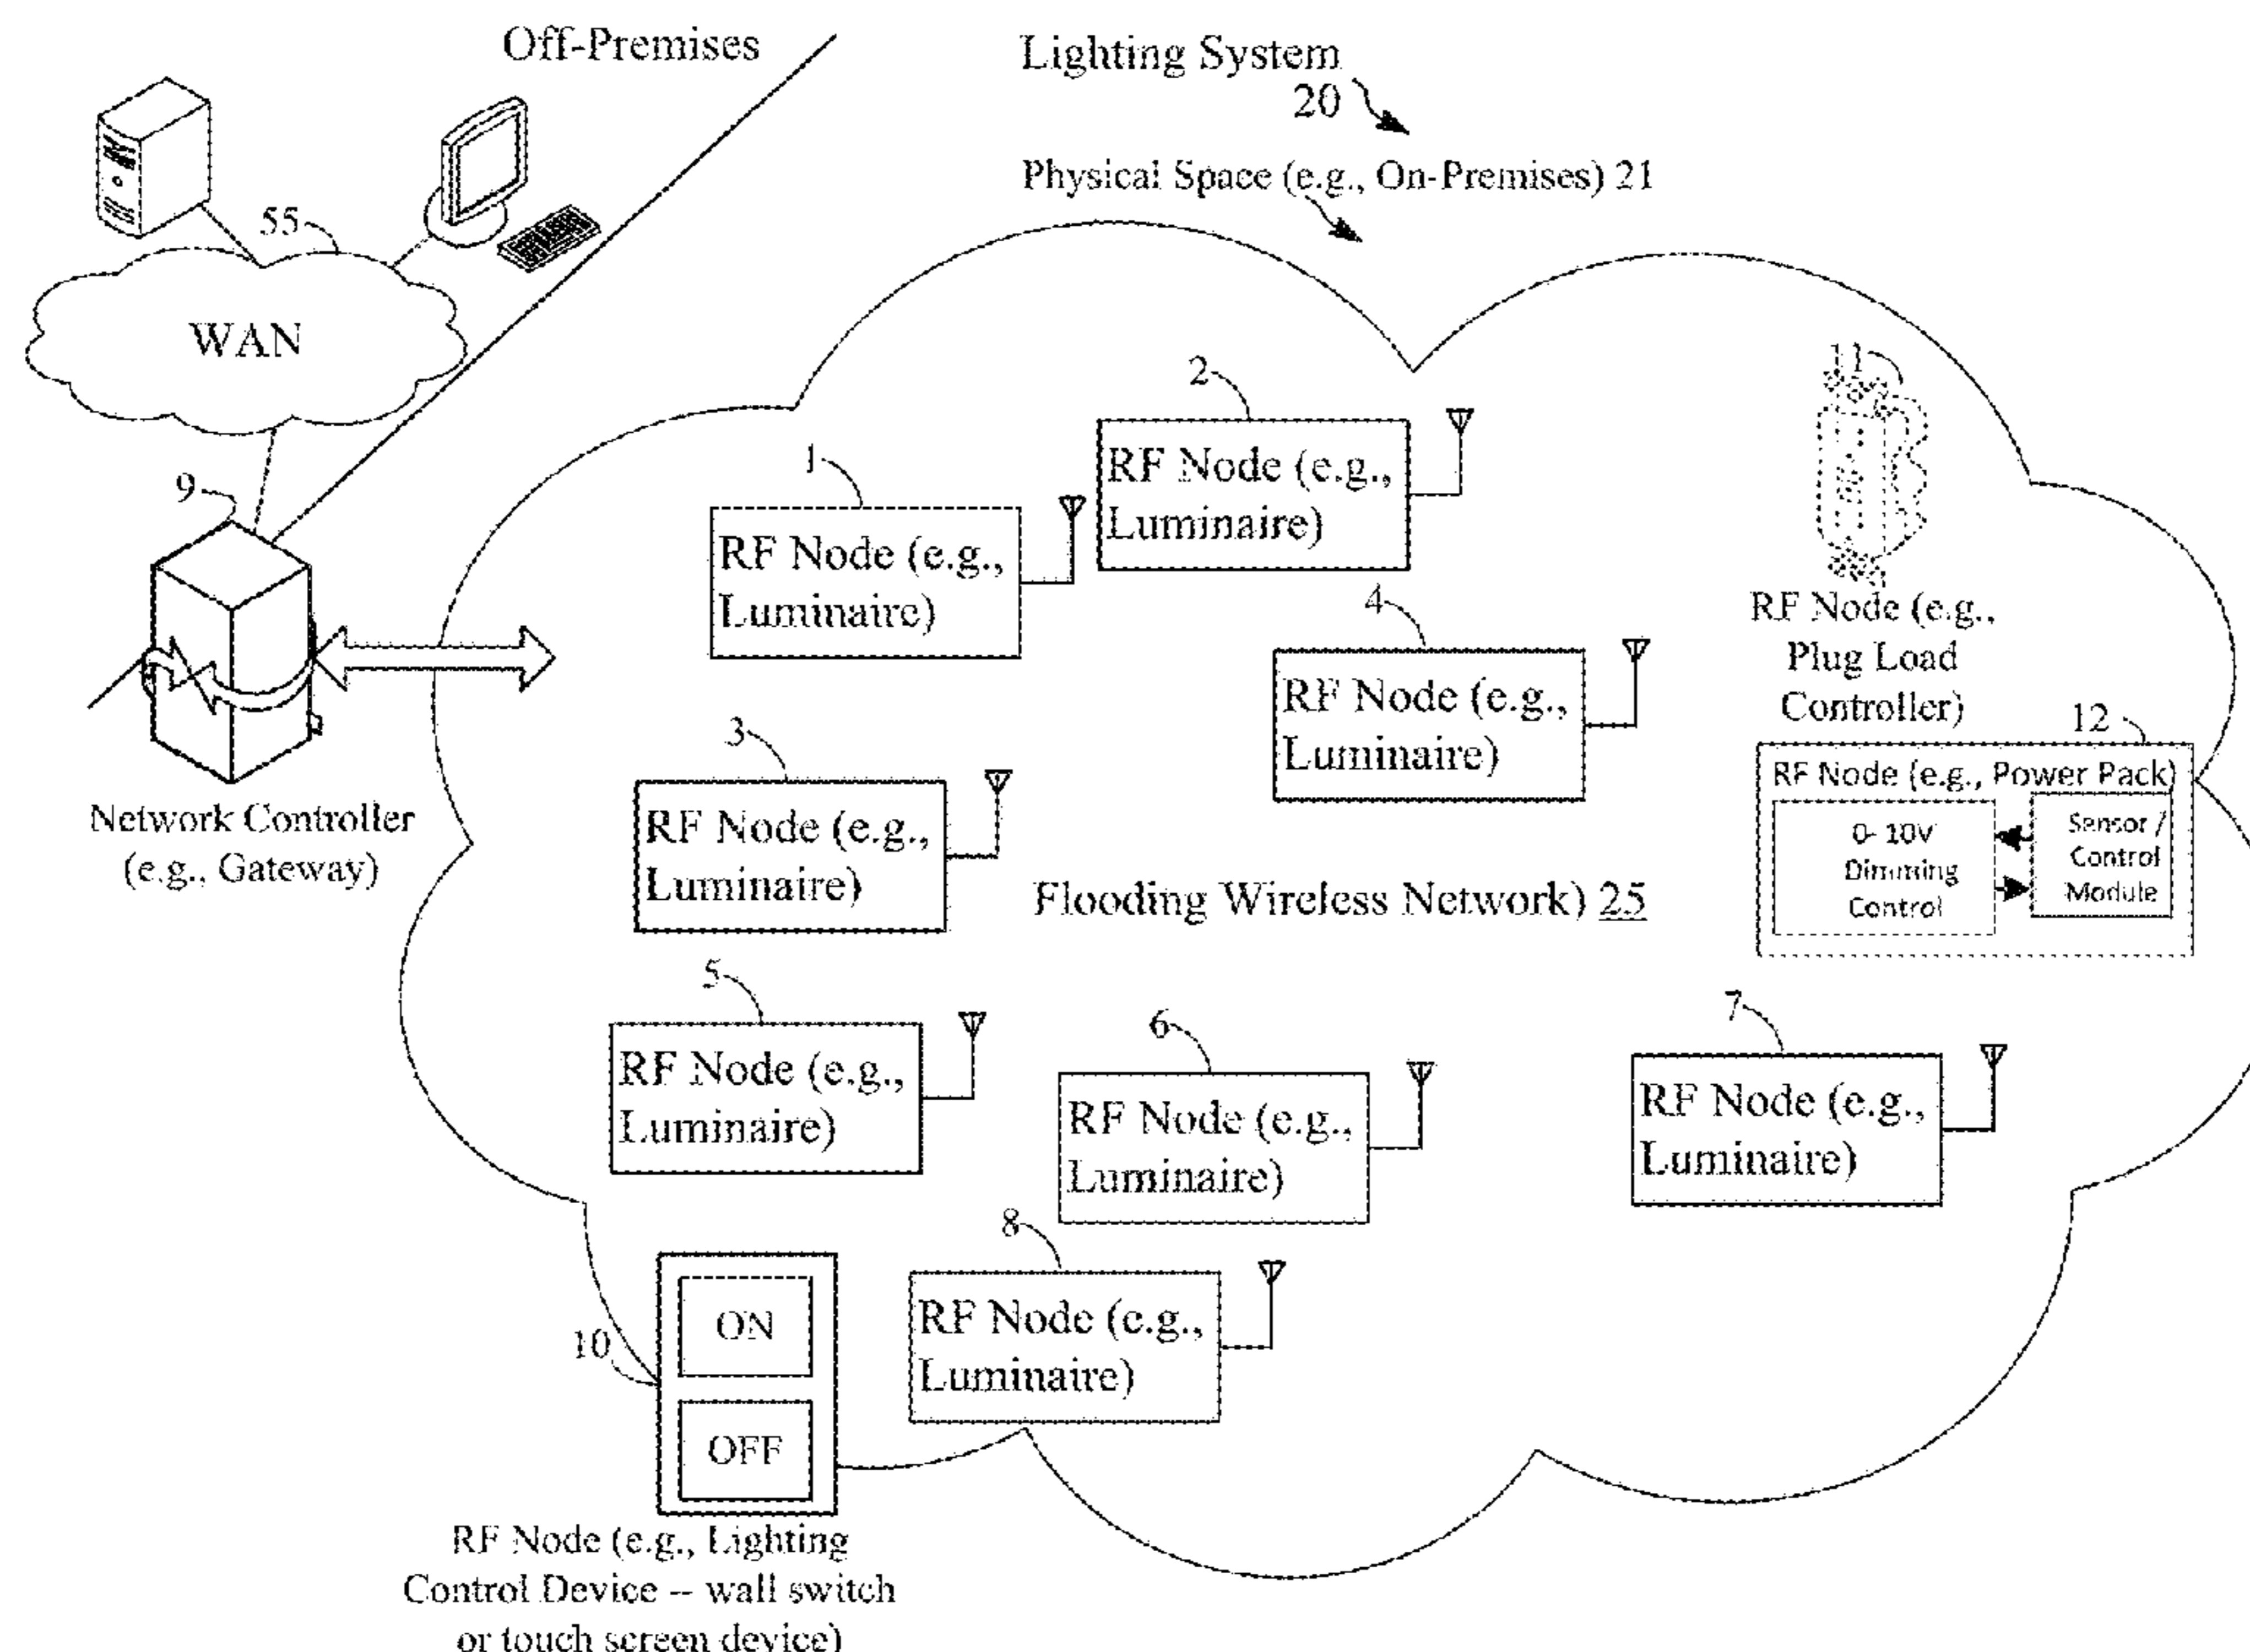 Off-Premises
Lighting System
20
Physical Space (e.g., On-Premises) 21
55
WAN
9
Network Controller
(e.g., Gateway)
1
RF Node (e.g.,
Luminaire)
2
RF Node (e.g.,
Luminaire)
11
RF Node (e.g.,
Plug Load
Controller)
4
RF Node (e.g.,
Luminaire)
3
RF Node (e.g.,
Luminaire)
12
RF Node (e.g., Power Pack)
0-10V
Dimming
Control
Sensor /
Control
Module
Flooding Wireless Network) 25
5
RF Node (e.g.,
Luminaire)
6
RF Node (e.g.,
Luminaire)
7
RF Node (e.g.,
Luminaire)
8
RF Node (e.g.,
Luminaire)
10
ON
OFF
RF Node (e.g., Lighting
Control Device -- wall switch
or touch screen device)